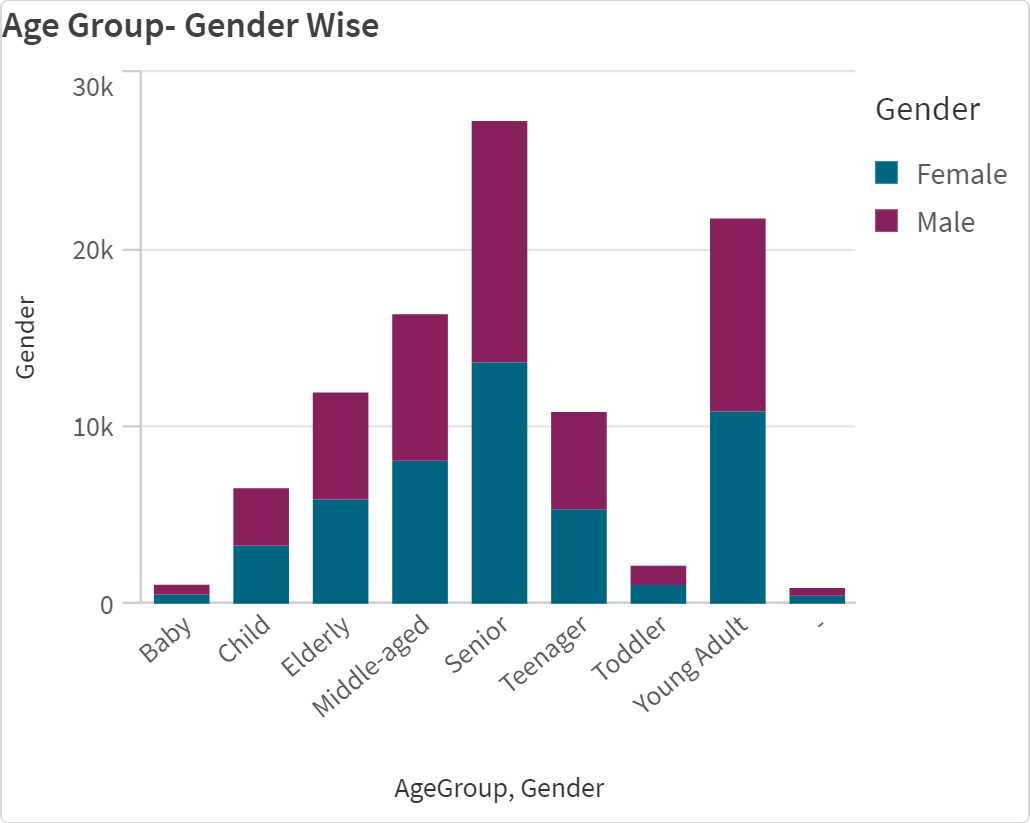 Age Group- Gender Wise
30k
20k
10k
0
Gender
Gender
Female
Male
Baby
Child
Elderly
Middle-aged
Senior
Teenager
Toddler
Young Adult
-
AgeGroup, Gender